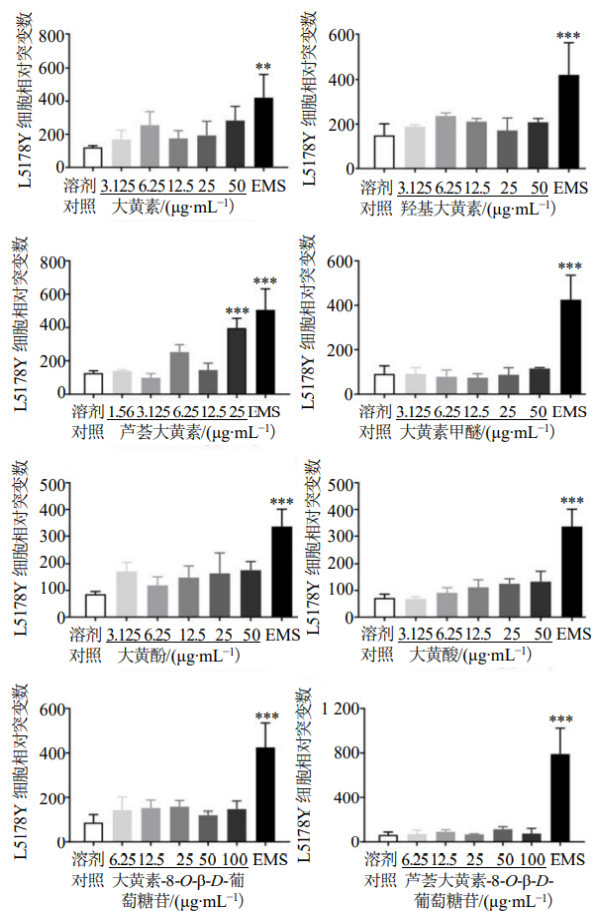 L5178Y 细胞相对突变数
800
600
400
200
0
**
溶剂 3.125 6.25 12.5 25 50 EMS
对照 大黄素/(μg·mL⁻¹)
L5178Y 细胞相对突变数
600
400
200
0
***
溶剂 3.125 6.25 12.5 25 50 EMS
对照 羟基大黄素/(μg·mL⁻¹)
L5178Y 细胞相对突变数
800
600
400
200
0
*** ***
溶剂 1.56 3.125 6.25 12.5 25 EMS
对照 芦荟大黄素/(μg·mL⁻¹)
L5178Y 细胞相对突变数
600
400
200
0
***
溶剂 3.125 6.25 12.5 25 50 EMS
对照 大黄素甲醚/(μg·mL⁻¹)
L5178Y 细胞相对突变数
500
400
300
200
100
0
***
溶剂 3.125 6.25 12.5 25 50 EMS
对照 大黄酚/(μg·mL⁻¹)
L5178Y 细胞相对突变数
500
400
300
200
100
0
***
溶剂 3.125 6.25 12.5 25 50 EMS
对照 大黄酸/(μg·mL⁻¹)
L5178Y 细胞相对突变数
600
400
200
0
***
溶剂 6.25 12.5 25 50 100 EMS
对照 大黄素-8-O-β-D-葡
萄糖苷/(μg·mL⁻¹)
L5178Y 细胞相对突变数
1 200
800
400
0
***
溶剂 6.25 12.5 25 50 100 EMS
对照 芦荟大黄素-8-O-β-D-
葡萄糖苷/(μg·mL⁻¹)